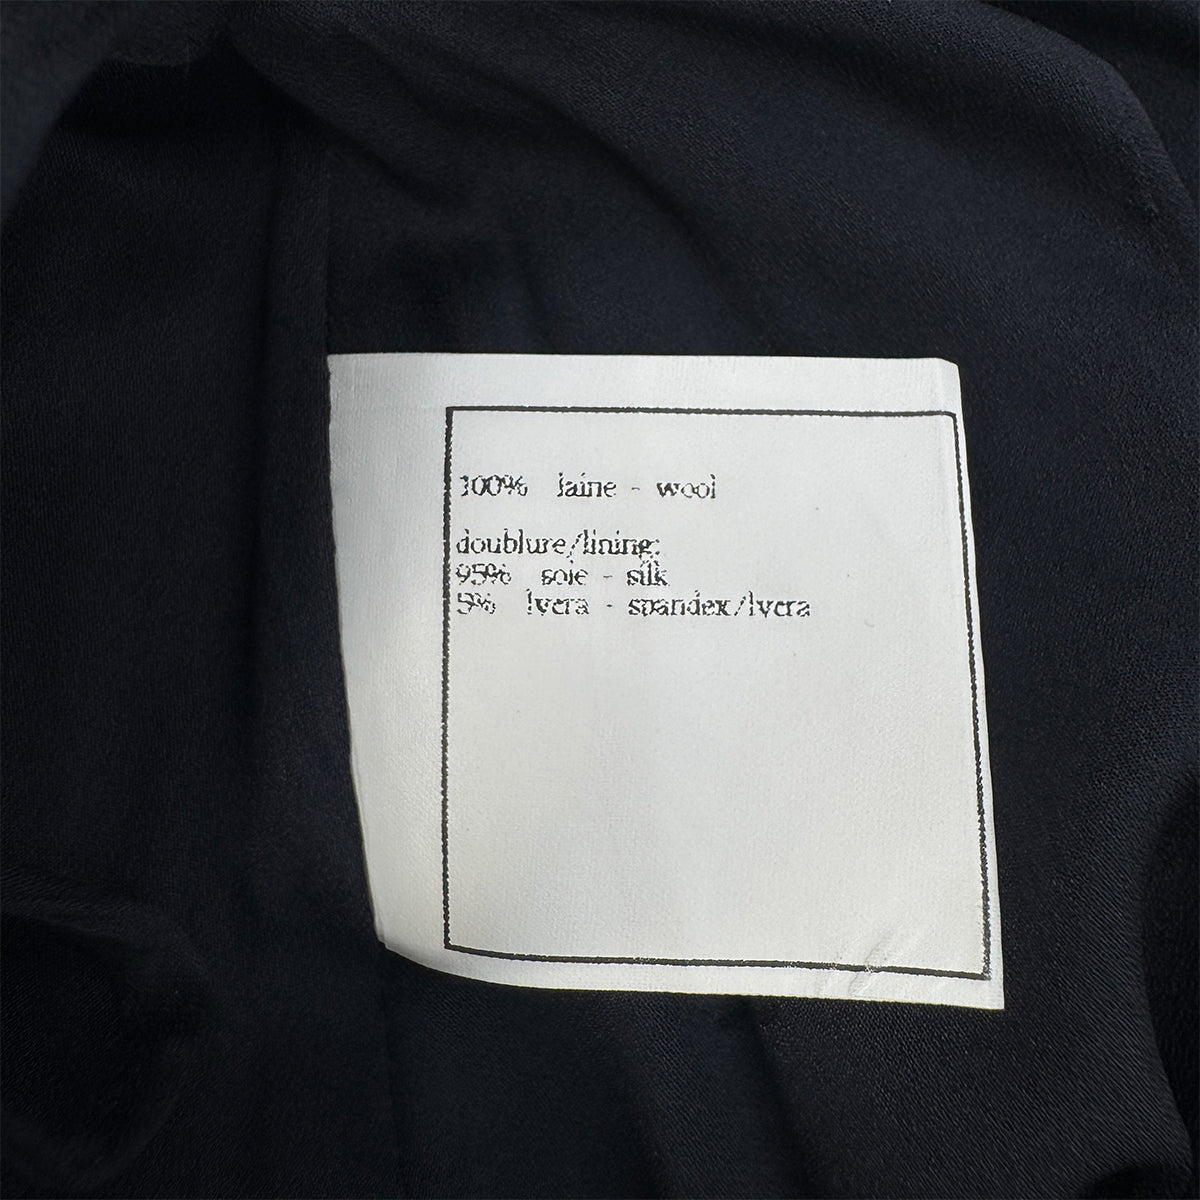 100% laine - wool
doublure/lining:
95% soie - silk
5% lycra - spandex/lycra